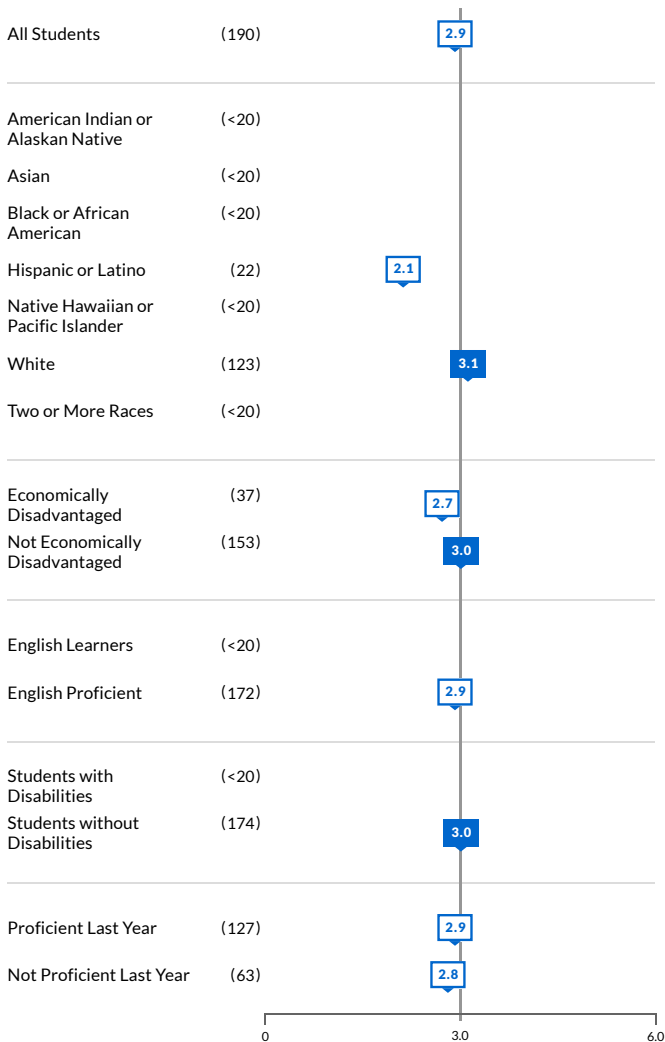 All Students (190) 2.9
American Indian or (<20)
Alaskan Native
Asian (<20)
Black or African (<20)
American
Hispanic or Latino (22) 2.1
Native Hawaiian or (<20)
Pacific Islander
White (123) 3.1
Two or More Races (<20)
Economically (37) 2.7
Disadvantaged
Not Economically (153) 3.0
Disadvantaged
English Learners (<20)
English Proficient (172) 2.9
Students with (<20)
Disabilities
Students without (174) 3.0
Disabilities
Proficient Last Year (127) 2.9
Not Proficient Last Year (63) 2.8
0 3.0 6.0